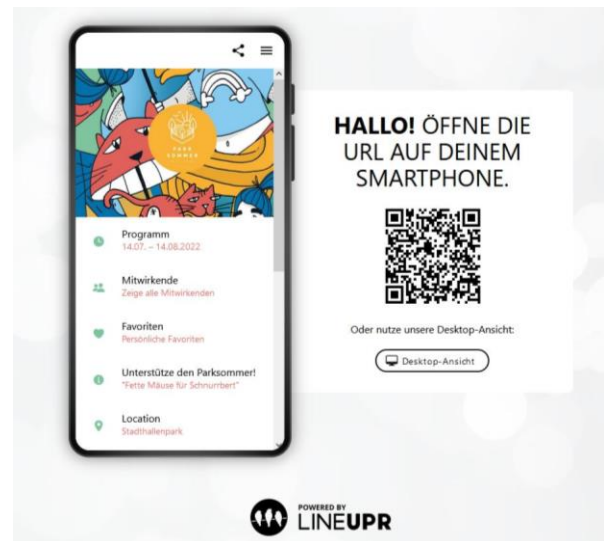 PARK
SOMMER
Programm
14.07. – 14.08.2022
Mitwirkende
Zeige alle Mitwirkenden
Favoriten
Persönliche Favoriten
Unterstütze den Parksommer!
"Fette Mäuse für Schnurrbert"
Location
Stadthallenpark
HALLO! ÖFFNE DIE
URL AUF DEINEM
SMARTPHONE.
Oder nutze unsere Desktop-Ansicht:
Desktop-Ansicht
POWERED BY
LINEUPR